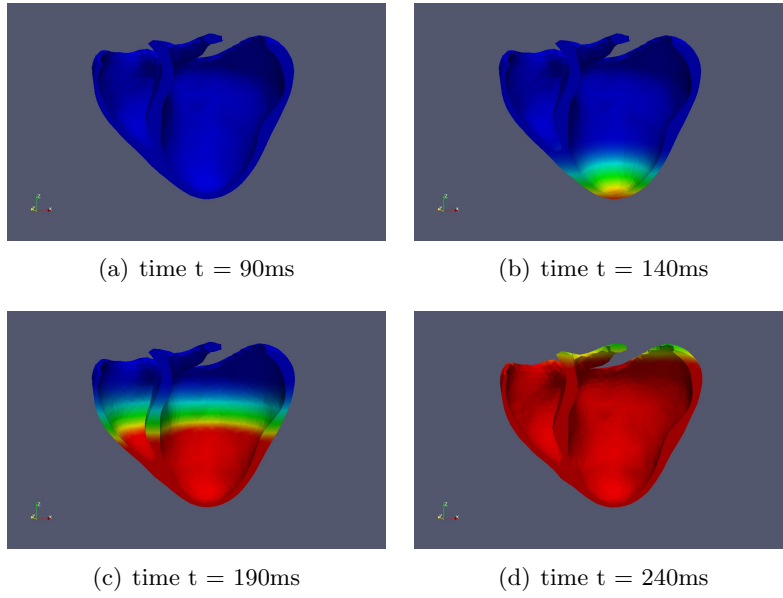 (a) time t = 90ms
(b) time t = 140ms
(c) time t = 190ms
(d) time t = 240ms